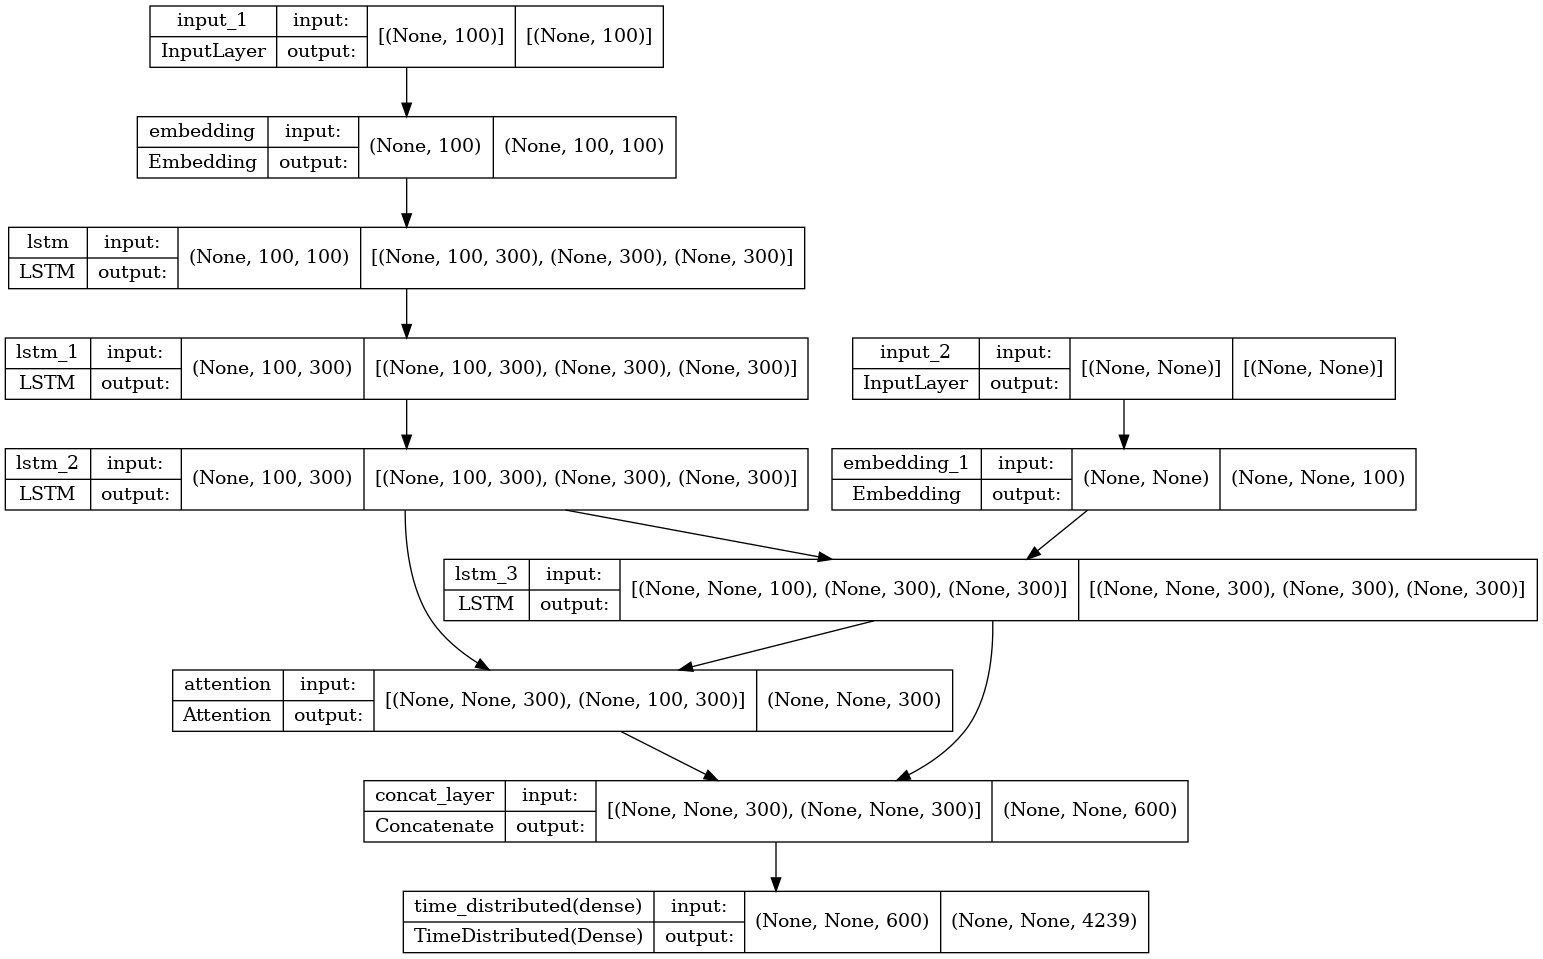 input_1 input: [(None, 100)] [(None, 100)]
InputLayer output:
embedding input: (None, 100) (None, 100, 100)
Embedding output:
lstm input: (None, 100, 100) [(None, 100, 300), (None, 300), (None, 300)]
LSTM output:
lstm_1 input: (None, 100, 300) [(None, 100, 300), (None, 300), (None, 300)]
LSTM output:
input_2 input: [(None, None)] [(None, None)]
InputLayer output:
lstm_2 input: (None, 100, 300) [(None, 100, 300), (None, 300), (None, 300)]
LSTM output:
embedding_1 input: (None, None) (None, None, 100)
Embedding output:
lstm_3 input: [(None, None, 100), (None, 300), (None, 300)] [(None, None, 300), (None, 300), (None, 300)]
LSTM output:
attention input: [(None, None, 300), (None, 100, 300)] (None, None, 300)
Attention output:
concat_layer input: [(None, None, 300), (None, None, 300)] (None, None, 600)
Concatenate output:
time_distributed(dense) input: (None, None, 600) (None, None, 4239)
TimeDistributed(Dense) output: